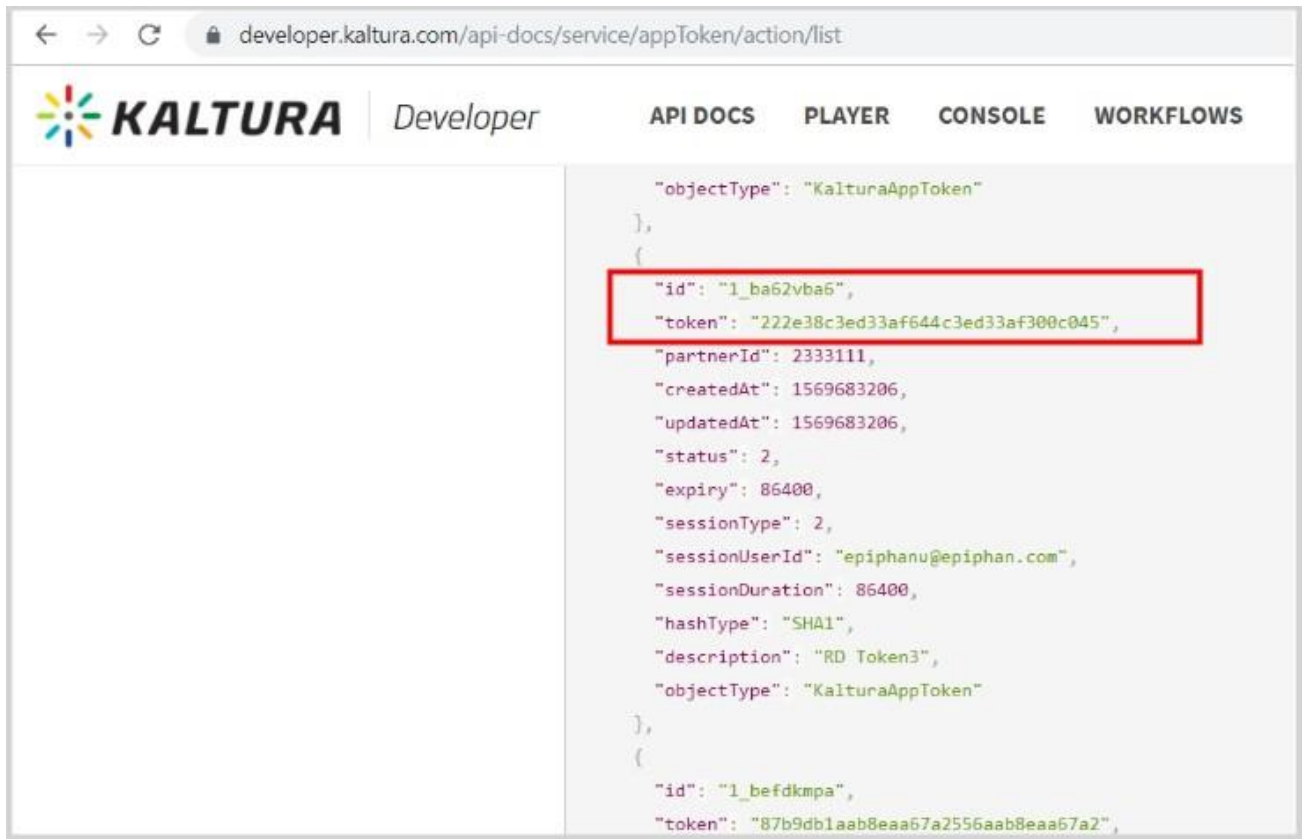 developer.kaltura.com/api-docs/service/appToken/action/list
KALTURA Developer API DOCS PLAYER CONSOLE WORKFLOWS
"objectType": "KalturaAppToken"
},
{
"id": "1_ba62vba6",
"token": "222e38c3ed33af644c3ed33af300c045",
"partnerId": 2333111,
"createdAt": 1569683206,
"updatedAt": 1569683206,
"status": 2,
"expiry": 86400,
"sessionType": 2,
"sessionUserId": "epiphanu@epiphan.com",
"sessionDuration": 86400,
"hashType": "SHA1",
"description": "RD Token3",
"objectType": "KalturaAppToken"
},
{
"id": "1_befdkmpa",
"token": "87b9db1aab8eaa67a2556aab8eaa67a2",